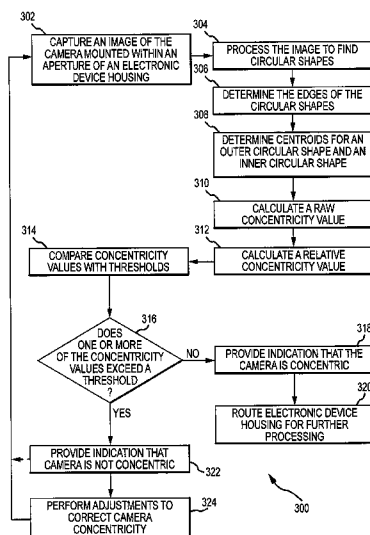 302
CAPTURE AN IMAGE OF THE
CAMERA MOUNTED WITHIN AN
APERTURE OF AN ELECTRONIC
DEVICE HOUSING
304
PROCESS THE IMAGE TO FIND
CIRCULAR SHAPES
306
DETERMINE THE EDGES OF THE
CIRCULAR SHAPES
308
DETERMINE CENTROIDS FOR AN
OUTER CIRCULAR SHAPE AND AN
INNER CIRCULAR SHAPE
310
CALCULATE A RAW
CONCENTRICITY VALUE
312
CALCULATE A RELATIVE
CONCENTRICITY VALUE
314
COMPARE CONCENTRICITY
VALUES WITH THRESHOLDS
316
DOES
ONE OR MORE
OF THE CONCENTRICITY
VALUES EXCEED A
THRESHOLD
?
NO
YES
318
PROVIDE INDICATION THAT THE
CAMERA IS CONCENTRIC
320
ROUTE ELECTRONIC DEVICE
HOUSING FOR FURTHER
PROCESSING
PROVIDE INDICATION THAT
CAMERA IS NOT CONCENTRIC
322
324
PERFORM ADJUSTMENTS TO
CORRECT CAMERA
CONCENTRICITY
300